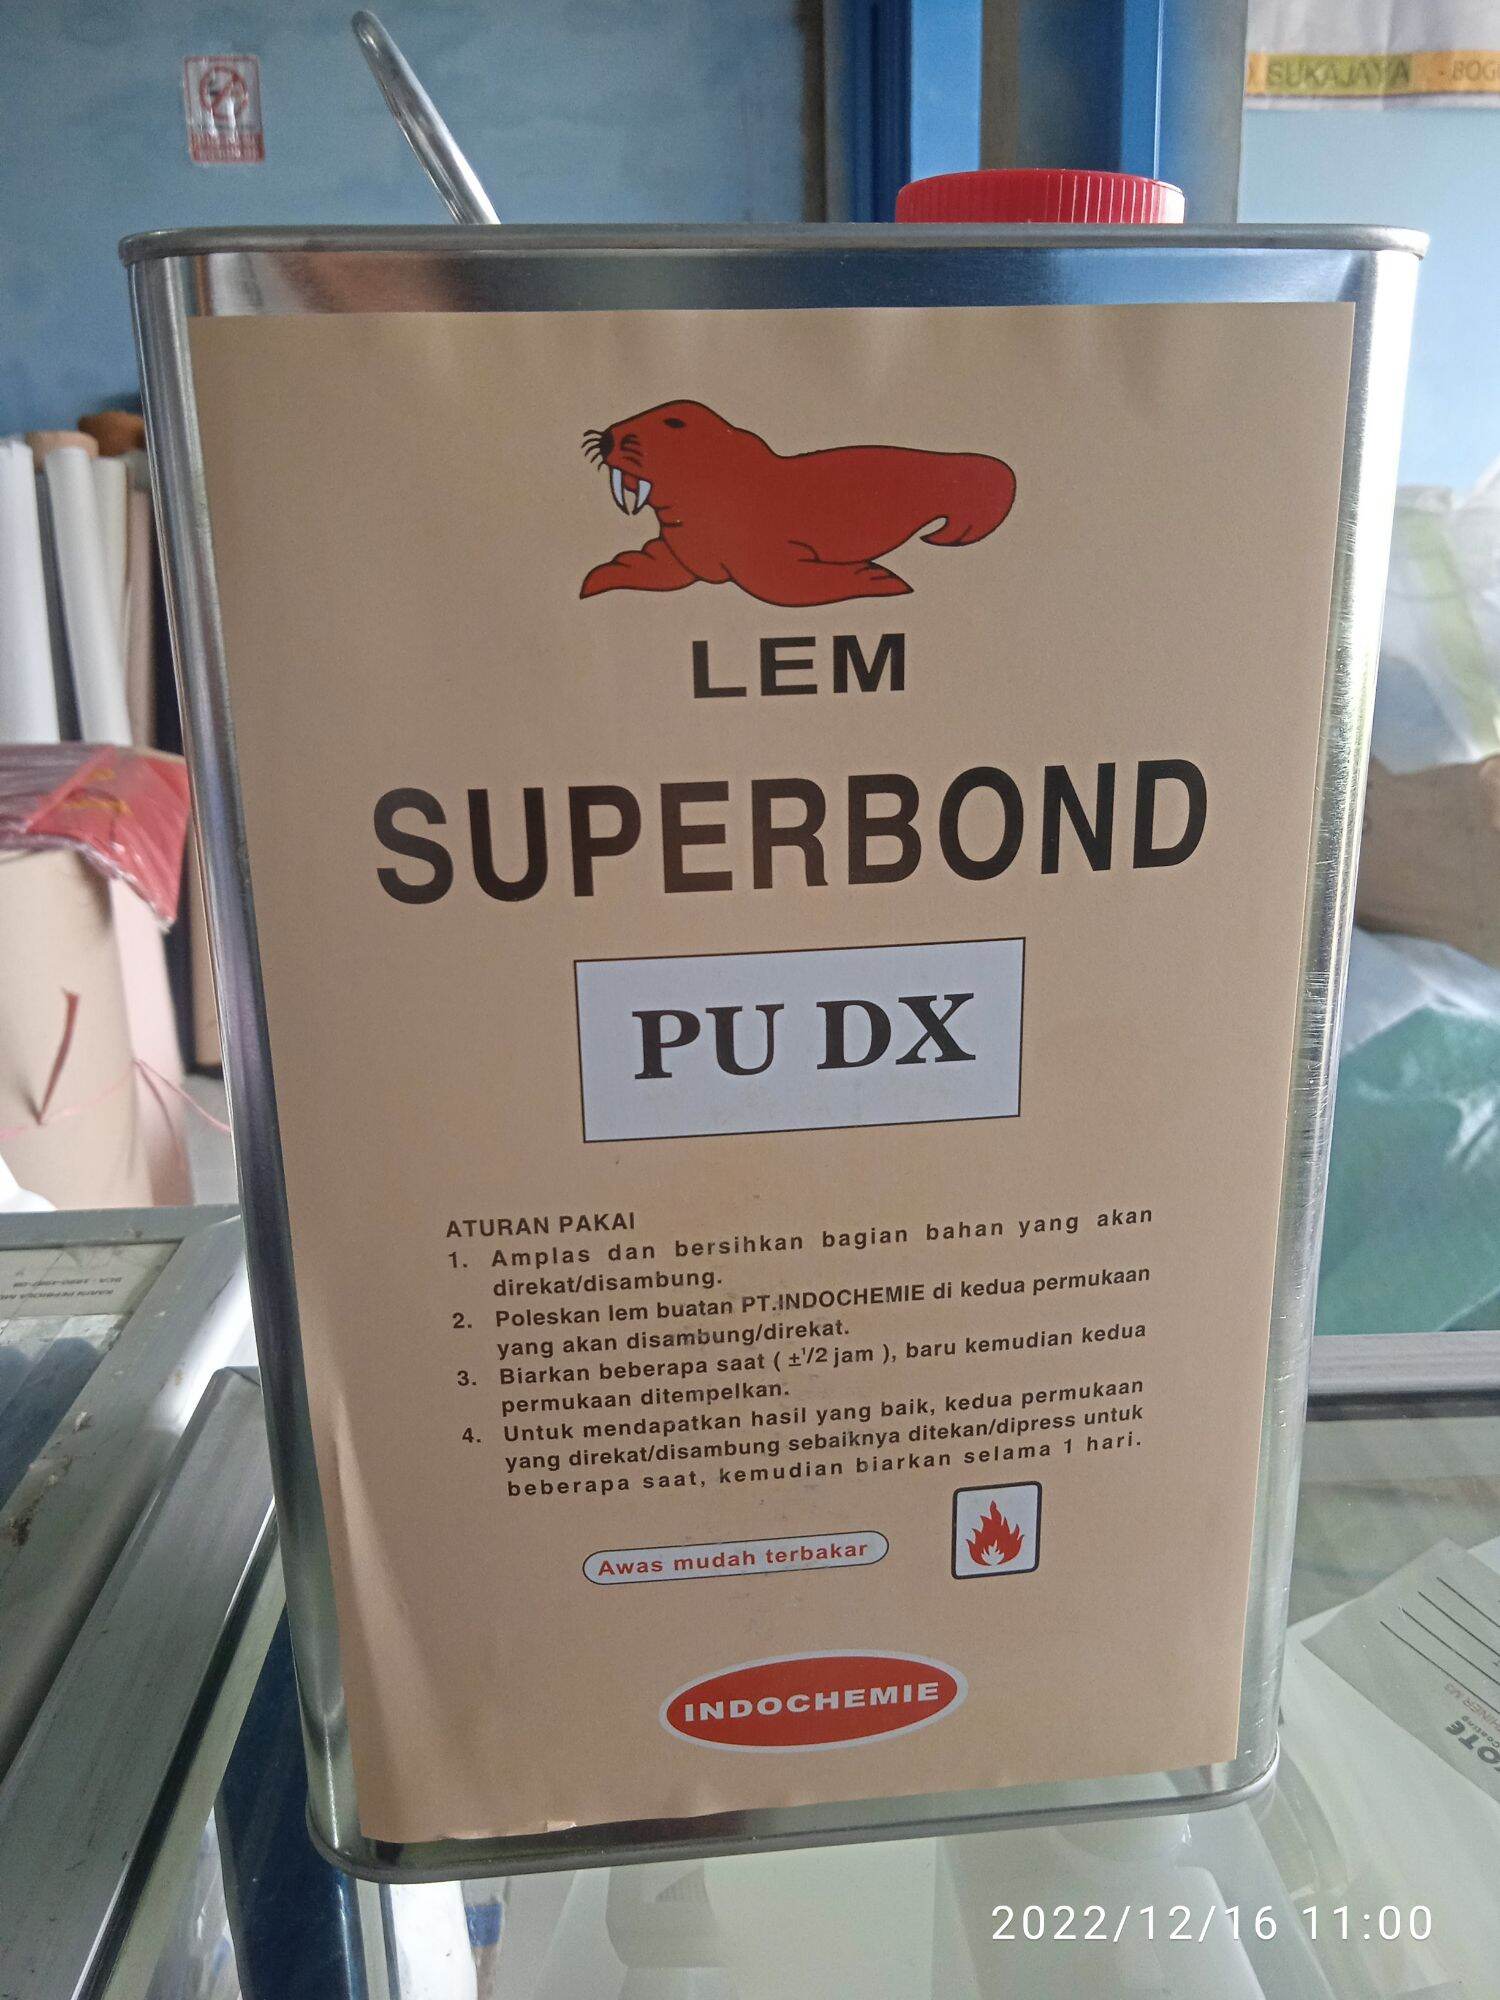 SUKAJAYA - BOG
LEM
SUPERBOND
PU DX
ATURAN PAKAI
1. Amplas dan bersihkan bagian bahan yang akan
direkat/disambung.
2. Poleskan lem buatan PT.INDOCHEMIE di kedua permukaan
yang akan disambung/direkat.
3. Biarkan beberapa saat ( ±1/2 jam ), baru kemudian kedua
permukaan ditempelkan.
4. Untuk mendapatkan hasil yang baik, kedua permukaan
yang direkat/disambung sebaiknya ditekan/dipress untuk
beberapa saat, kemudian biarkan selama 1 hari.
Awas mudah terbakar
INDOCHEMIE
2022/12/16 11:00